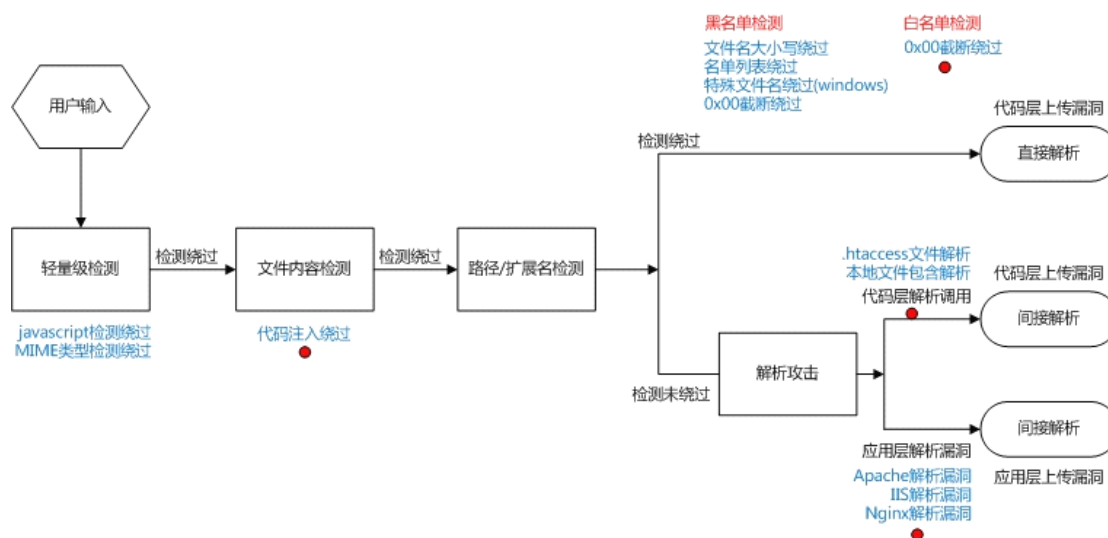 黑名单检测
白名单检测
文件名大小写绕过
0x00截断绕过
名单列表绕过
特殊文件名绕过(windows)
0x00截断绕过
用户输入
代码层上传漏洞
检测绕过
直接解析
轻量级检测
检测绕过
文件内容检测
检测绕过
路径/扩展名检测
javascript检测绕过
MIME类型检测绕过
代码注入绕过
.htaccess文件解析
本地文件包含解析
代码层解析调用
代码层上传漏洞
间接解析
解析攻击
检测未绕过
间接解析
应用层解析漏洞
应用层上传漏洞
Apache解析漏洞
IIS解析漏洞
Nginx解析漏洞